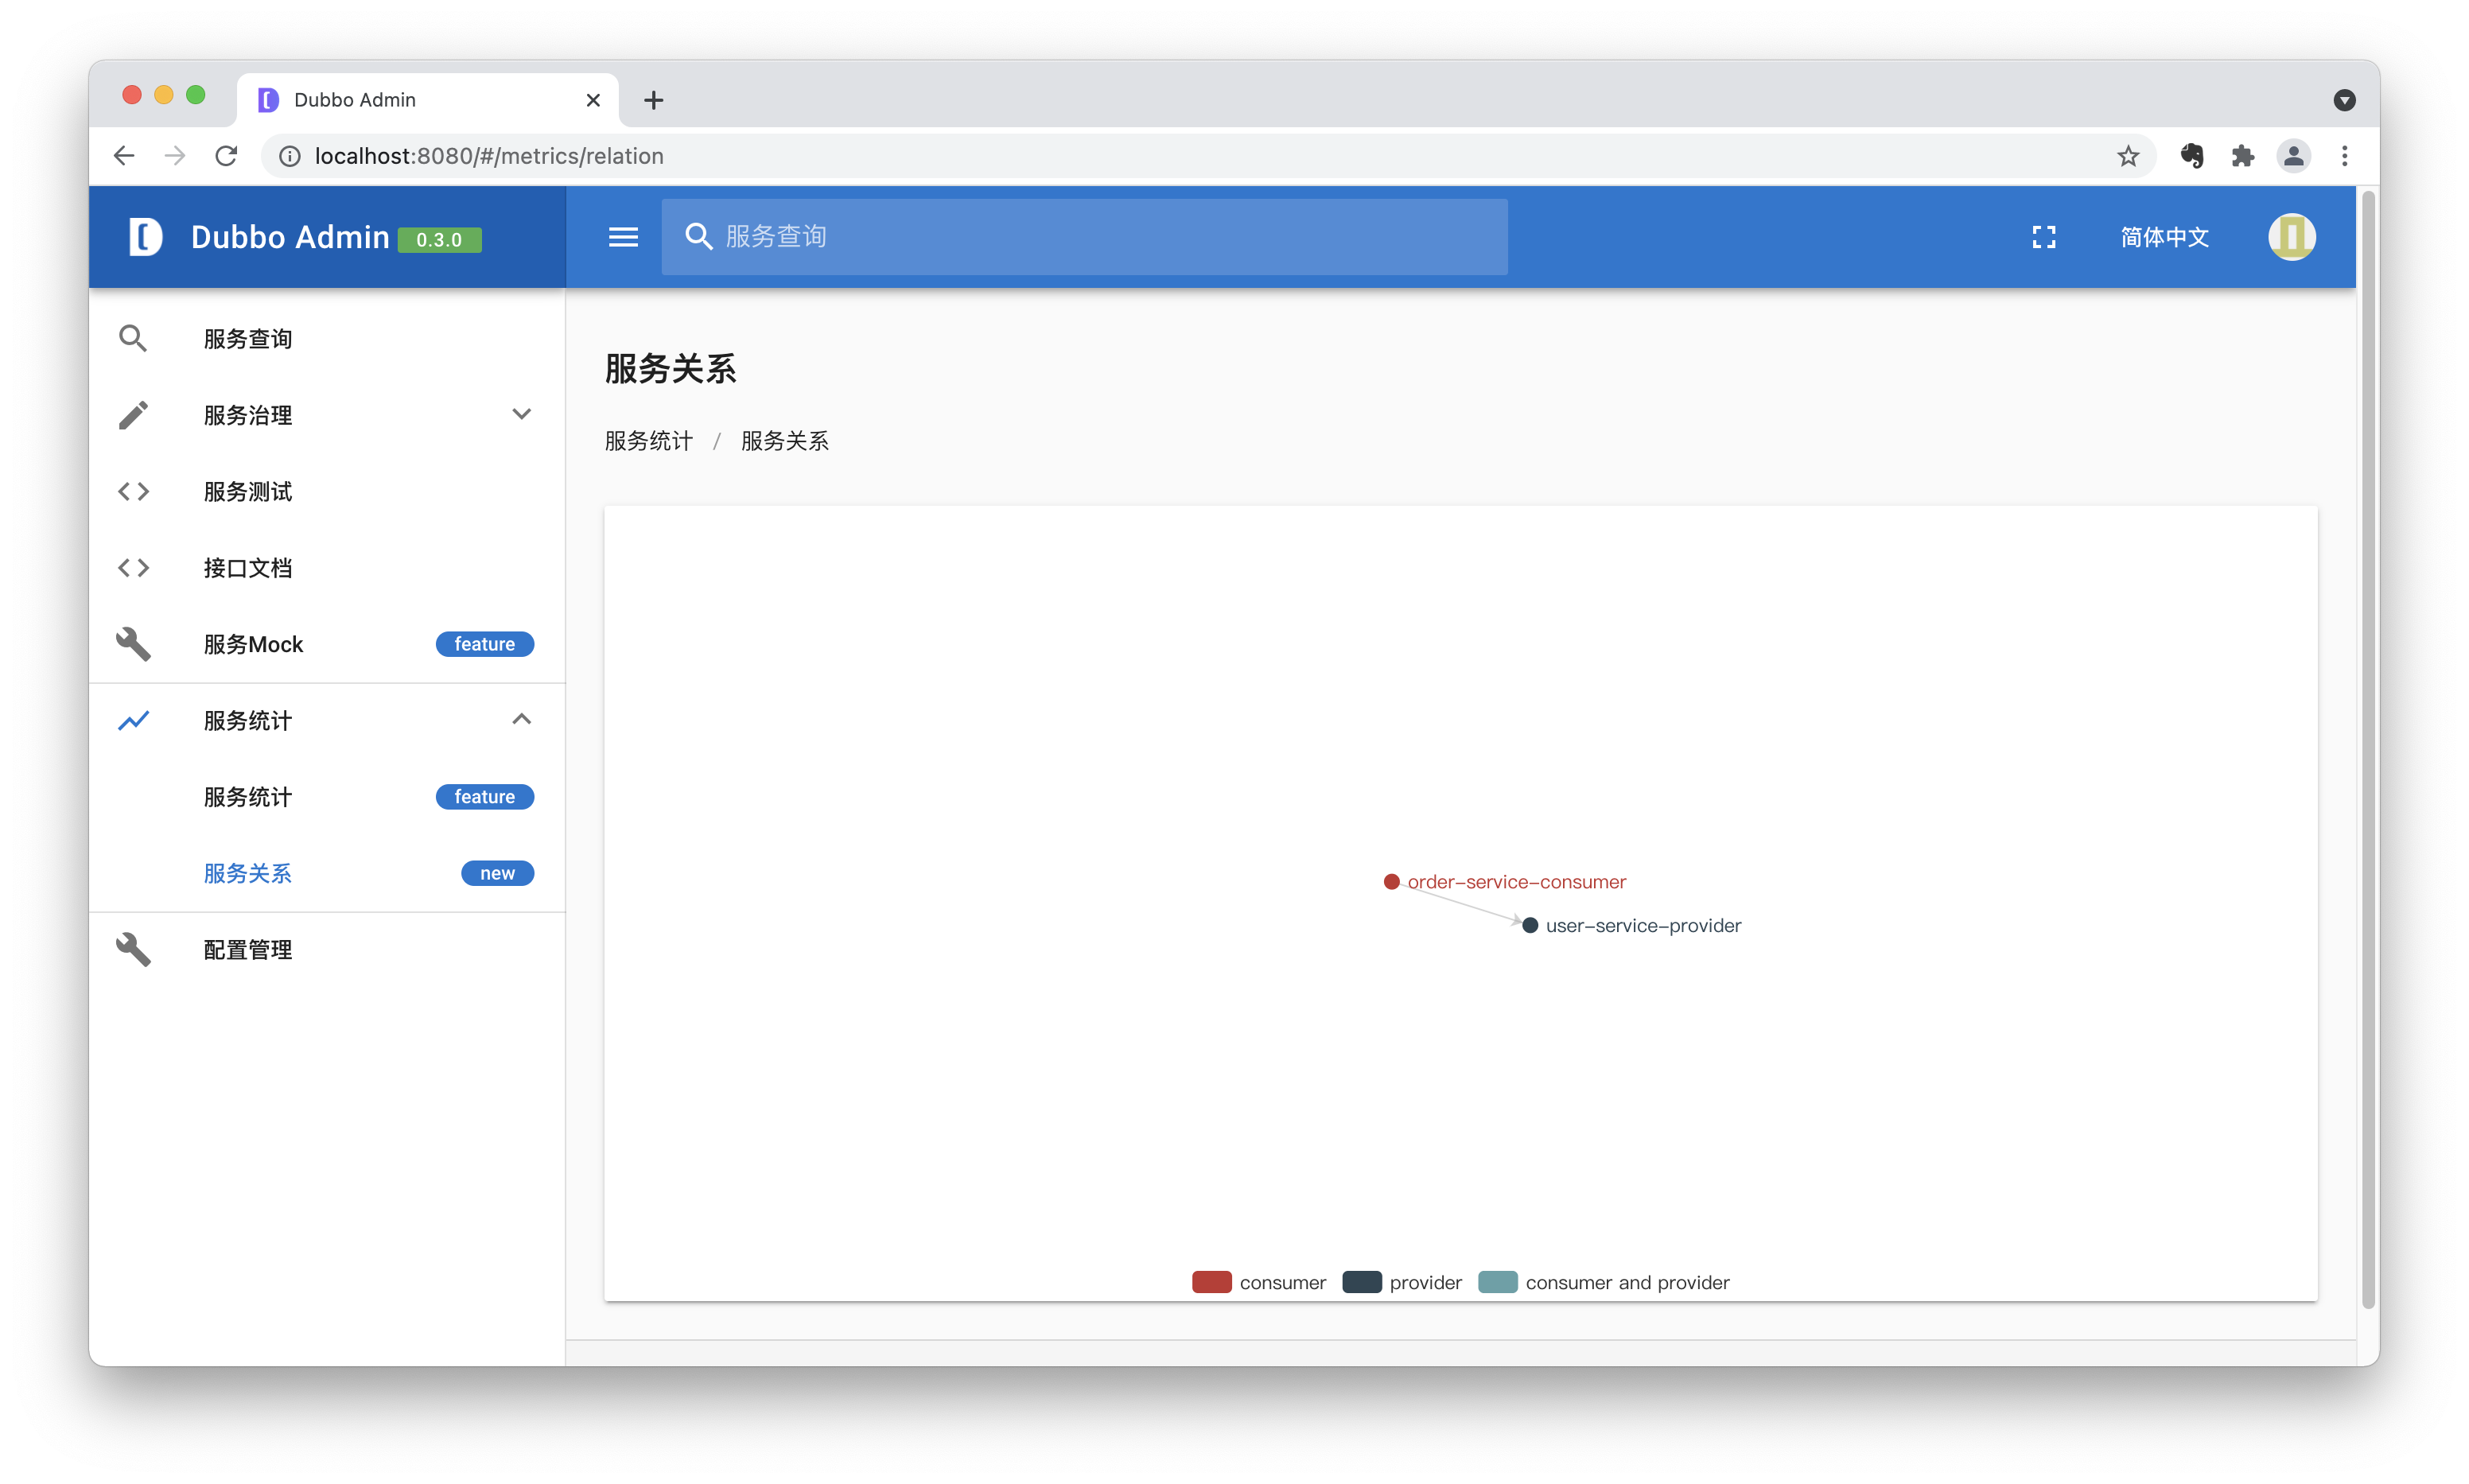 Dubbo Admin
localhost:8080/#/metrics/relation
Dubbo Admin 0.3.0
服务查询
简体中文
服务查询
服务治理
服务测试
接口文档
服务Mock feature
服务统计
服务统计 feature
服务关系 new
配置管理
服务关系
服务统计 / 服务关系
order-service-consumer
user-service-provider
consumer provider consumer and provider